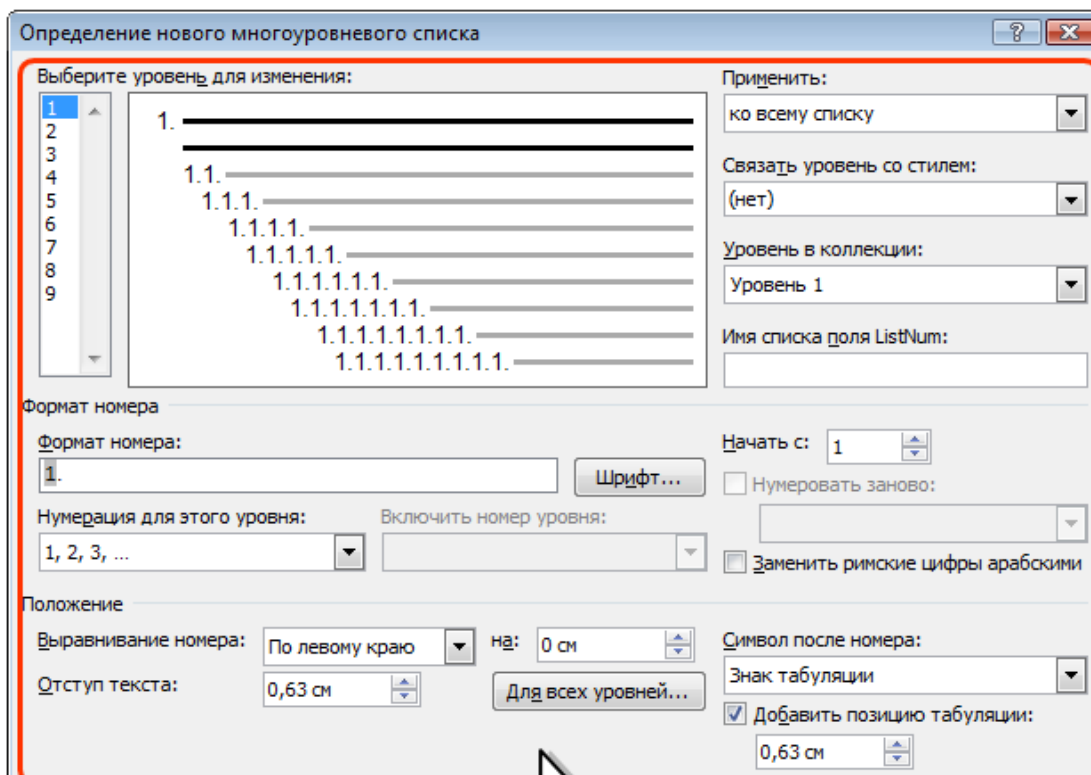 Определение нового многоуровневого списка
Выберите уровень для изменения:
1
2
3
4
5
6
7
8
9
1.
1.1.
1.1.1.
1.1.1.1.
1.1.1.1.1.
1.1.1.1.1.1.
1.1.1.1.1.1.1.
1.1.1.1.1.1.1.1.
1.1.1.1.1.1.1.1.1.
Применить:
ко всему списку
Связать уровень со стилем:
(нет)
Уровень в коллекции:
Уровень 1
Имя списка поля ListNum:
Формат номера
Формат номера:
1.
Шрифт...
Начать с: 1
Нумеровать заново:
Нумерация для этого уровня:
1, 2, 3, ...
Включить номер уровня:
Заменить римские цифры арабскими
Положение
Выравнивание номера: По левому краю на: 0 см
Отступ текста: 0,63 см Для всех уровней...
Символ после номера:
Знак табуляции
Добавить позицию табуляции:
0,63 см